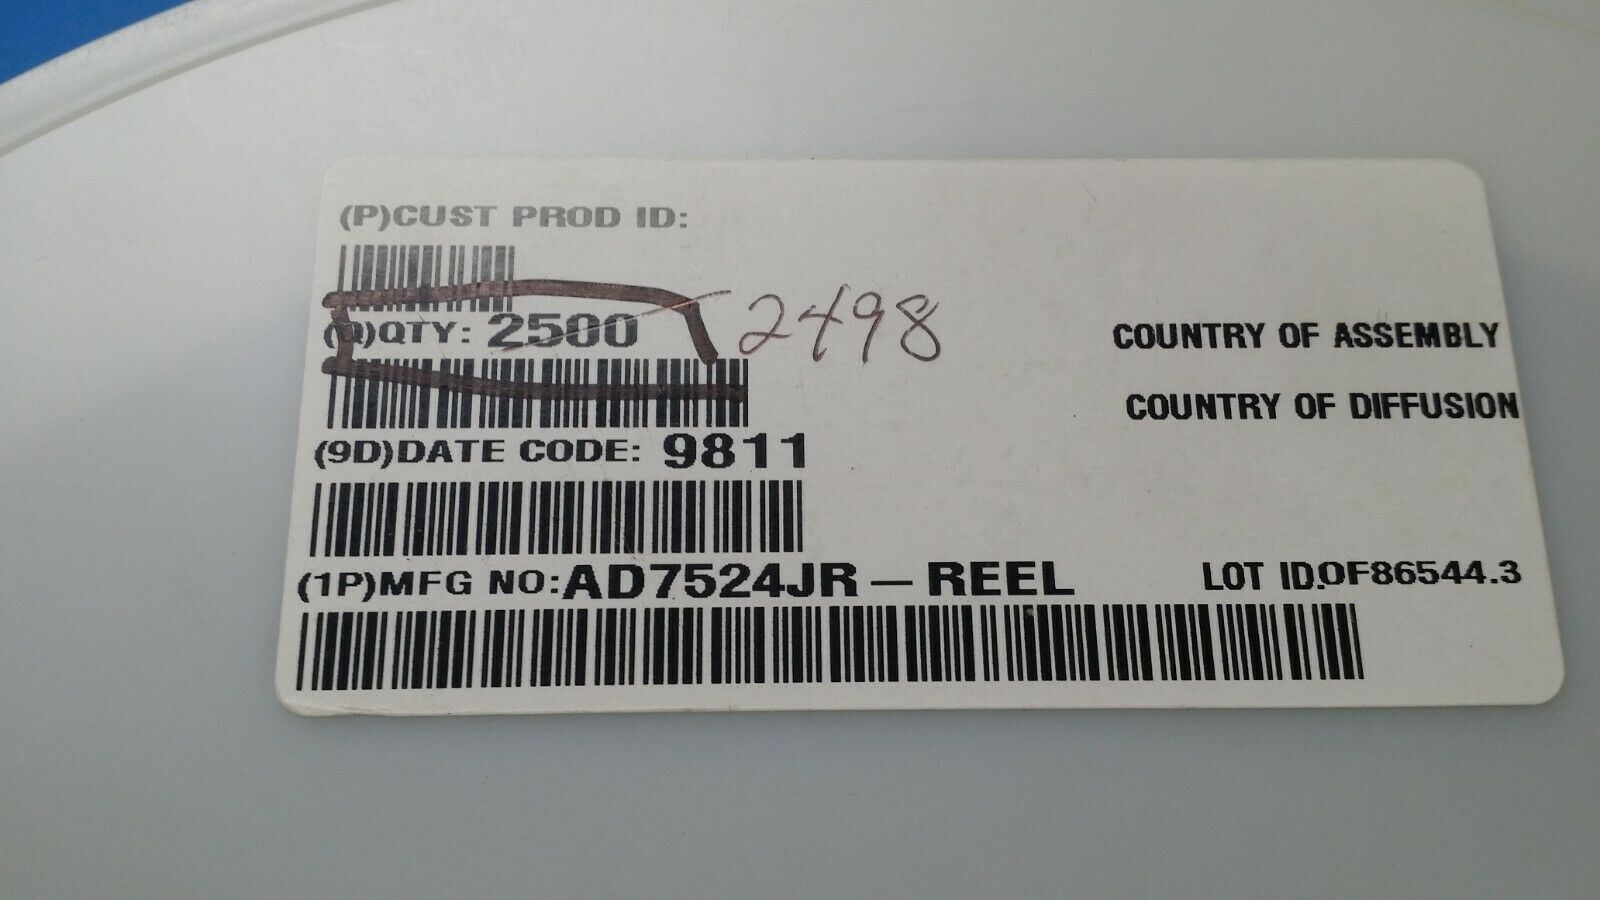 (P)CUST PROD ID:
(Q)QTY: 2500 2498
COUNTRY OF ASSEMBLY
COUNTRY OF DIFFUSION
(9D)DATE CODE: 9811
(1P)MFG NO: AD7524JR – REEL LOT ID.OF86544.3